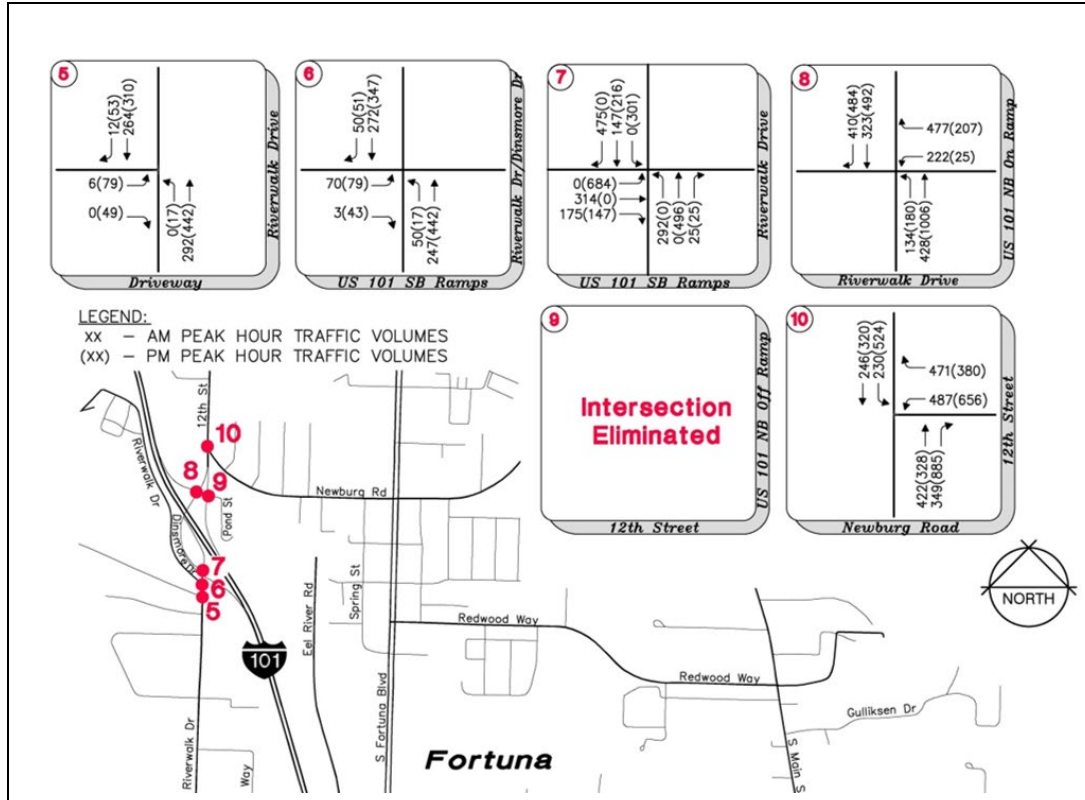 5
12(53)
264(310)
6(79)
0(49)
0(17)
292(442)
Riverwalk Drive
Driveway
6
50(51)
272(347)
70(79)
3(43)
50(17)
247(442)
Riverwalk Dr/Dinsmore Dr
US 101 SB Ramps
7
475(0)
147(216)
0(301)
0(684)
314(0)
175(147)
292(0)
0(496)
25(25)
Riverwalk Drive
US 101 SB Ramps
8
410(484)
323(492)
477(207)
222(25)
134(180)
428(1006)
US 101 NB On Ramp
Riverwalk Drive
LEGEND:
XX – AM PEAK HOUR TRAFFIC VOLUMES
(XX) – PM PEAK HOUR TRAFFIC VOLUMES
9
Intersection
Eliminated
US 101 NB Off Ramp
12th Street
10
246(320)
230(524)
471(380)
487(656)
422(328)
349(885)
12th Street
Newburg Road
12th St
10
8
9
Riverwalk Dr
Pond St
Newburg Rd
Dinsmore Dr
7
6
5
101
Eel River Rd
Spring St
S Fortuna Blvd
Redwood Way
Redwood Way
NORTH
Gulliksen Dr
S Main St
Riverwalk Dr
Way
Fortuna